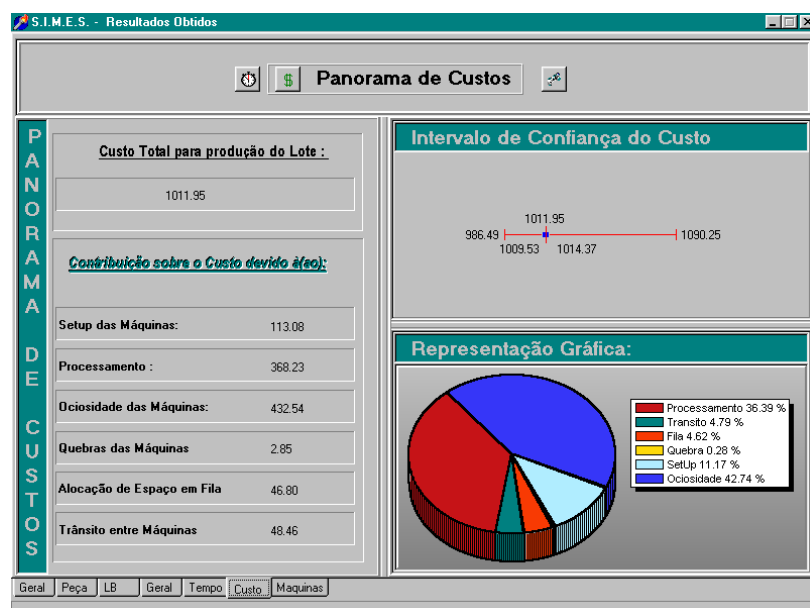 S.I.M.E.S. - Resultados Obtidos
$ Panorama de Custos
PANORAMA DE CUSTOS
Custo Total para produção do Lote :
1011.95
Contribuição sobre o Custo devido à(ao):
Setup das Máquinas: 113.08
Processamento : 368.23
Ociosidade das Máquinas: 432.54
Quebras das Máquinas 2.85
Alocação de Espaço em Fila 46.80
Trânsito entre Máquinas 48.46
Intervalo de Confiança do Custo
1011.95
986.49 1090.25
1009.53 1014.37
Representação Gráfica:
Processamento 36.39 %
Transito 4.79 %
Fila 4.62 %
Quebra 0.28 %
SetUp 11.17 %
Ociosidade 42.74 %
Geral Peça LB Geral Tempo Custo Maquinas